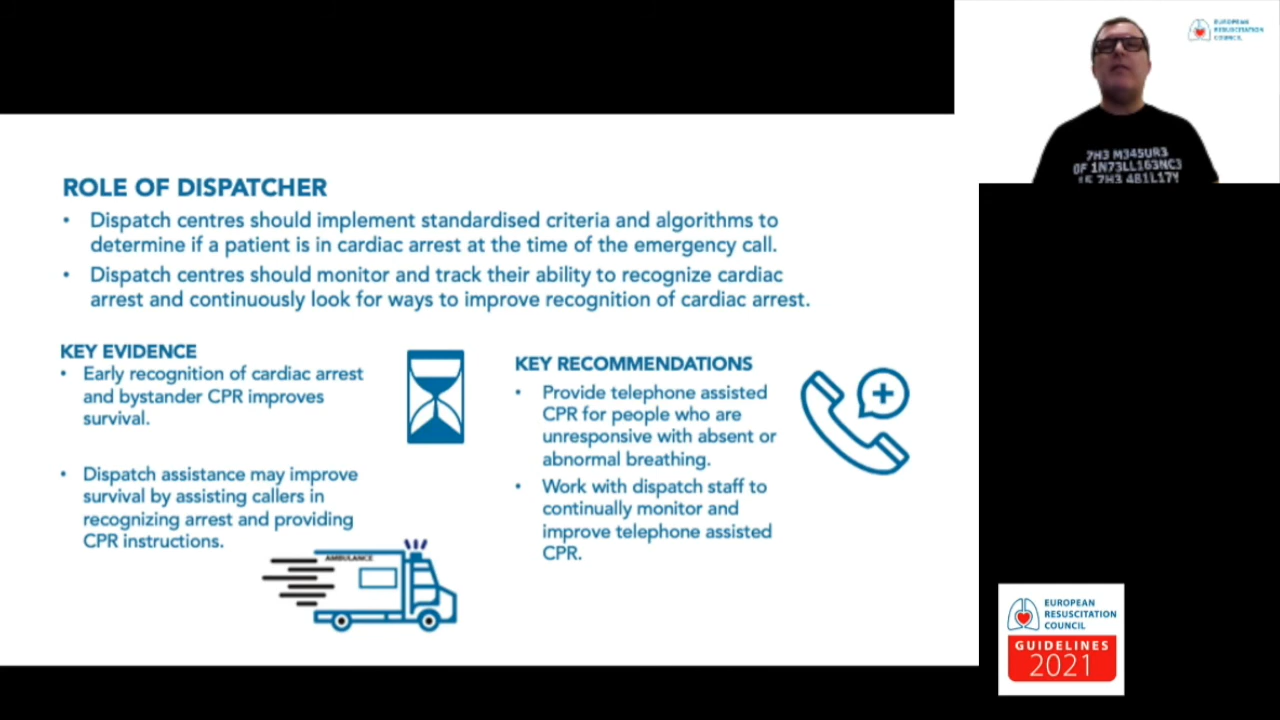 ROLE OF DISPATCHER
• Dispatch centres should implement standardised criteria and algorithms to
determine if a patient is in cardiac arrest at the time of the emergency call.
• Dispatch centres should monitor and track their ability to recognize cardiac
arrest and continuously look for ways to improve recognition of cardiac arrest.
KEY EVIDENCE
• Early recognition of cardiac arrest
and bystander CPR improves
survival.
• Dispatch assistance may improve
survival by assisting callers in
recognizing arrest and providing
CPR instructions.
AMBULANCE
KEY RECOMMENDATIONS
• Provide telephone assisted
CPR for people who are
unresponsive with absent or
abnormal breathing.
• Work with dispatch staff to
continually monitor and
improve telephone assisted
CPR.
EUROPEAN
RESUSCITATION
COUNCIL
7H3 M345UR3
0F 1N73LL163NC3
15 7H3 4B1L17Y
EUROPEAN
RESUSCITATION
COUNCIL
GUIDELINES
2021